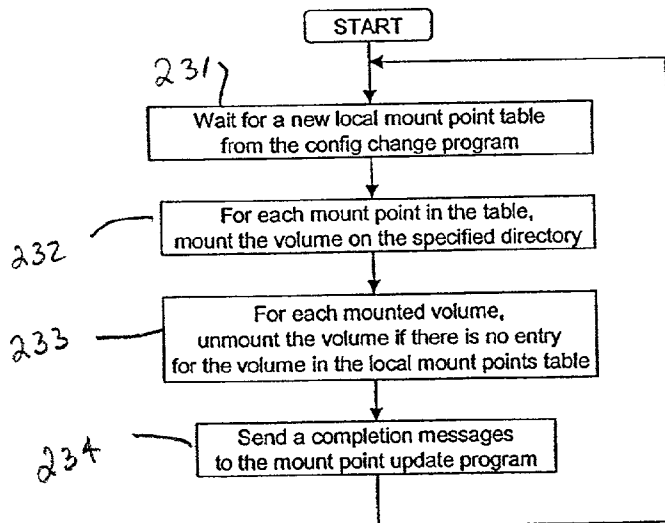 START
231
Wait for a new local mount point table
from the config change program
232
For each mount point in the table,
mount the volume on the specified directory
233
For each mounted volume,
unmount the volume if there is no entry
for the volume in the local mount points table
234
Send a completion messages
to the mount point update program